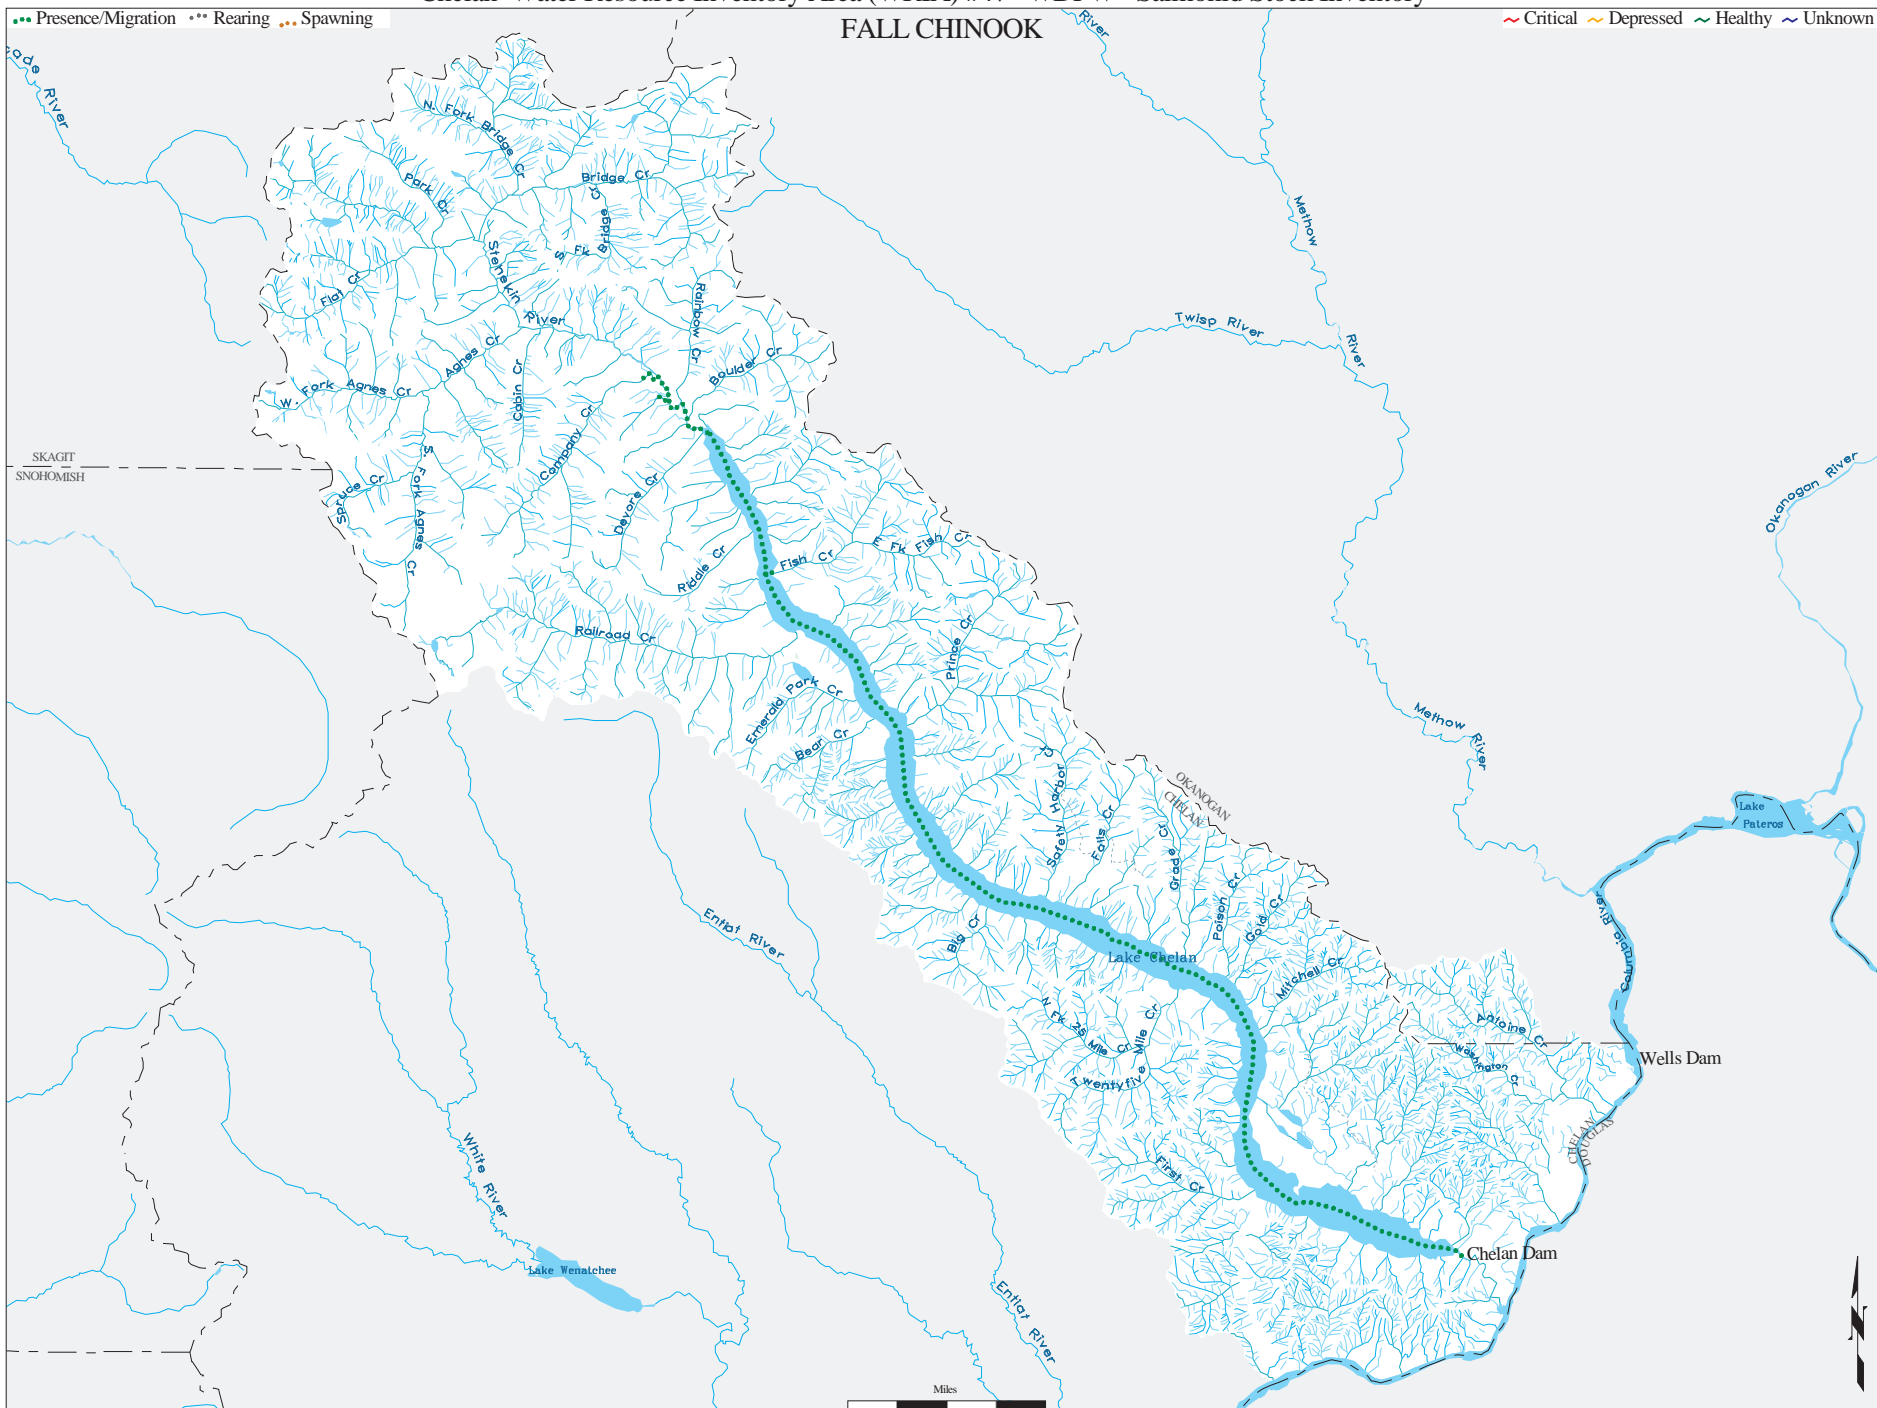 FALL CHINOOK
Presence/Migration
Rearing
Spawning
Critical
Depressed
Healthy
Unknown
River
River
N. Fork Bridge Cr
Park Cr
Bridge Cr
S Fk Bridge Cr
Stehekin
River
Flat Cr
Rainbow Cr
Boulder Cr
Agnes Cr
W. Fork Agnes Cr
Cabin Cr
Company Cr
S. Fork Agnes Cr
Spruce Cr
Devore Cr
Riddle Cr
Fish Cr
E Fk Fish Cr
Railroad Cr
Prince Cr
Emerald Park Cr
Bear Cr
Safety Harbor Cr
Falls Cr
Grade Cr
Poison Cr
Gold Cr
Big Cr
Lake Chelan
Mitchell Cr
N Fk 25 Mile Cr
Twentyfive Mile Cr
Antoine Cr
Washington Cr
First Cr
Methow
River
Twisp River
Methow
River
Okanogan River
Lake
Pateros
Columbia River
Wells Dam
Chelan Dam
SKAGIT
SNOHOMISH
OKANOGAN
CHELAN
CHELAN
DOUGLAS
Entiat River
White River
Lake Wenatchee
Entiat River
Miles
N